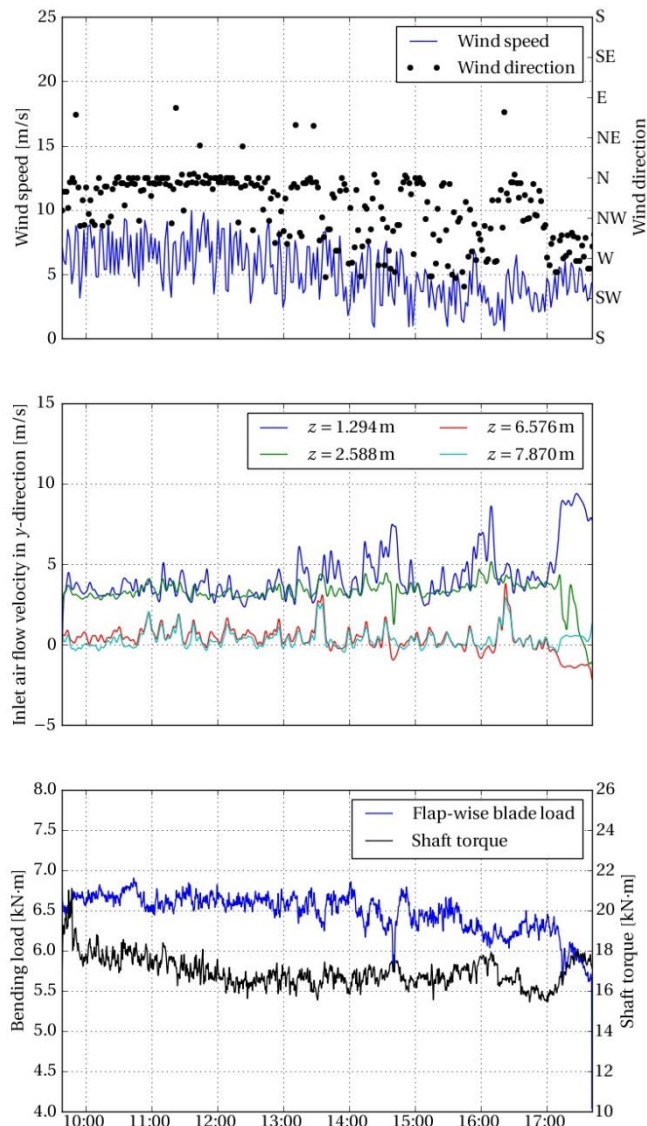 25
20
15
10
5
0
Wind speed [m/s]
S
SE
E
NE
N
NW
W
SW
S
Wind direction
Wind speed
Wind direction
15
10
5
0
−5
Inlet air flow velocity in y-direction [m/s]
z = 1.294 m
z = 2.588 m
z = 6.576 m
z = 7.870 m
8.0
7.5
7.0
6.5
6.0
5.5
5.0
4.5
4.0
Bending load [kN·m]
26
24
22
20
18
16
14
12
10
Shaft torque [kN·m]
Flap-wise blade load
Shaft torque
10:00 11:00 12:00 13:00 14:00 15:00 16:00 17:00